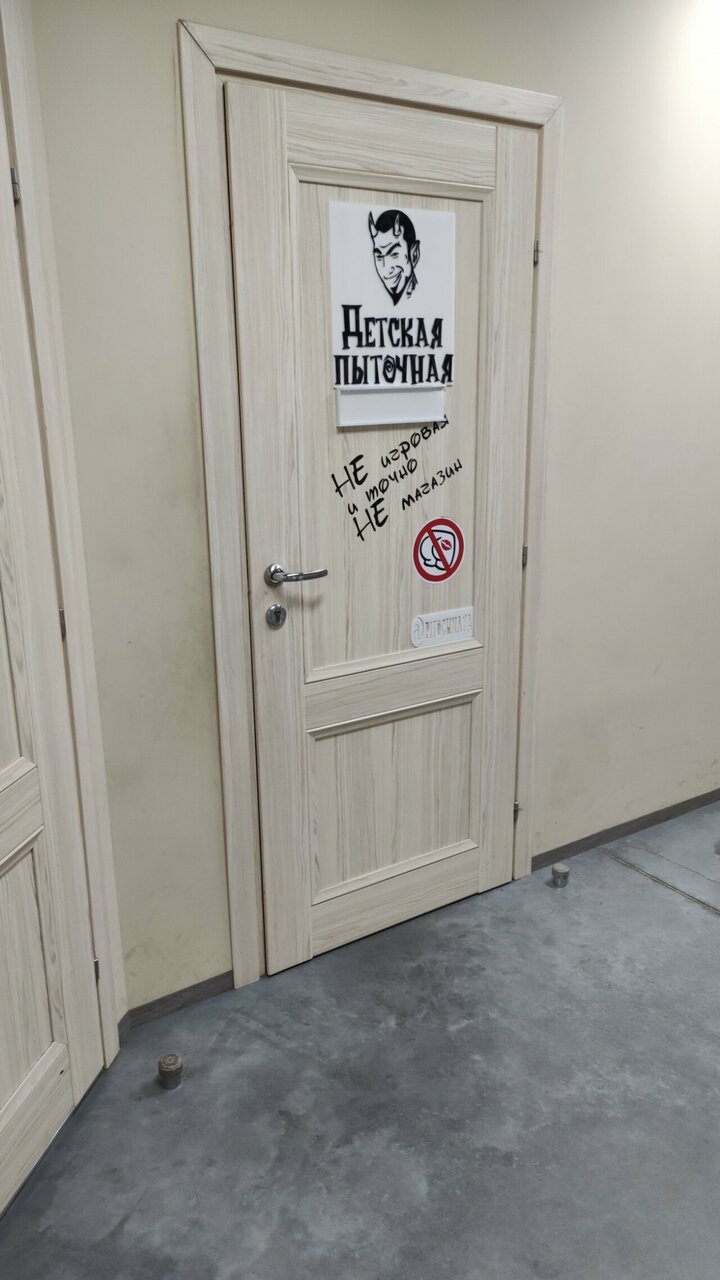 Детская
пыточная
НЕ игровая
и точно
НЕ магазин